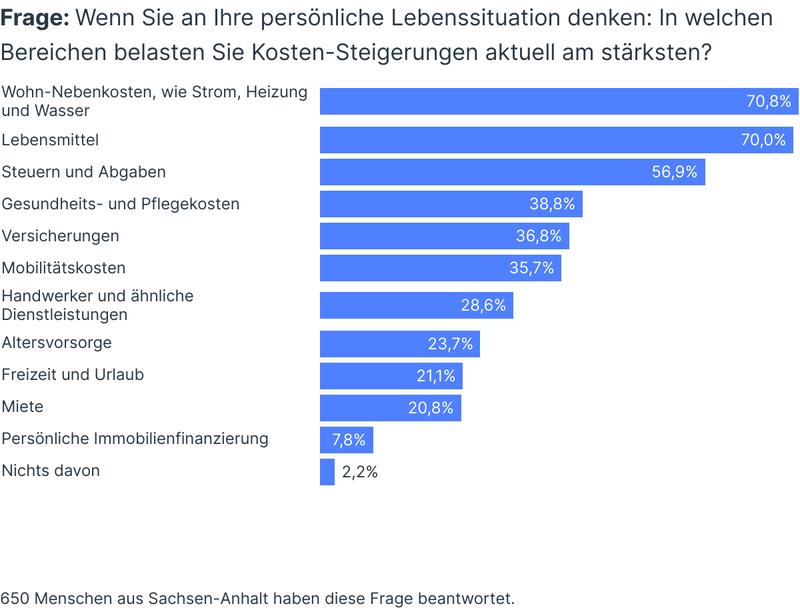 Frage: Wenn Sie an Ihre persönliche Lebenssituation denken: In welchen
Bereichen belasten Sie Kosten-Steigerungen aktuell am stärksten?
Wohn-Nebenkosten, wie Strom, Heizung
und Wasser
70,8%
Lebensmittel
70,0%
Steuern und Abgaben
56,9%
Gesundheits- und Pflegekosten
38,8%
Versicherungen
36,8%
Mobilitätskosten
35,7%
Handwerker und ähnliche
Dienstleistungen
28,6%
Altersvorsorge
23,7%
Freizeit und Urlaub
21,1%
Miete
20,8%
Persönliche Immobilienfinanzierung
7,8%
Nichts davon
2,2%
650 Menschen aus Sachsen-Anhalt haben diese Frage beantwortet.